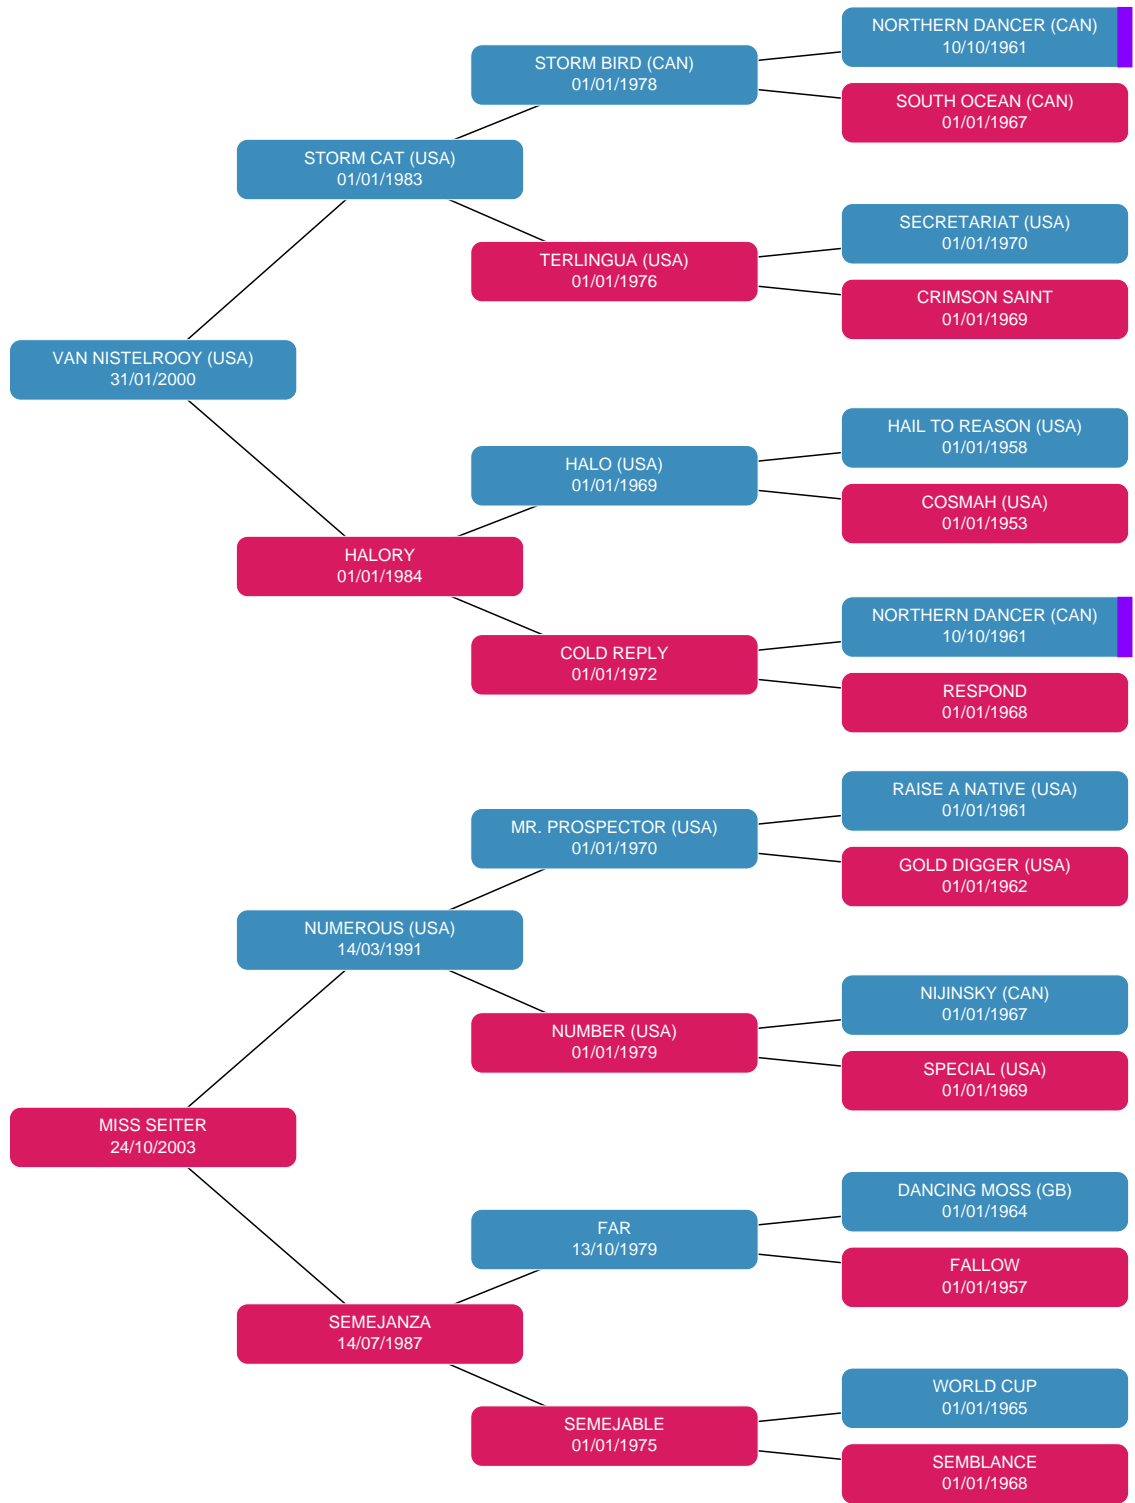 NORTHERN DANCER (CAN)
10/10/1961
STORM BIRD (CAN)
01/01/1978
SOUTH OCEAN (CAN)
01/01/1967
STORM CAT (USA)
01/01/1983
SECRETARIAT (USA)
01/01/1970
TERLINGUA (USA)
01/01/1976
CRIMSON SAINT
01/01/1969
VAN NISTELROOY (USA)
31/01/2000
HAIL TO REASON (USA)
01/01/1958
HALO (USA)
01/01/1969
COSMAH (USA)
01/01/1953
HALORY
01/01/1984
NORTHERN DANCER (CAN)
10/10/1961
COLD REPLY
01/01/1972
RESPOND
01/01/1968
RAISE A NATIVE (USA)
01/01/1961
MR. PROSPECTOR (USA)
01/01/1970
GOLD DIGGER (USA)
01/01/1962
NUMEROUS (USA)
14/03/1991
NIJINSKY (CAN)
01/01/1967
NUMBER (USA)
01/01/1979
SPECIAL (USA)
01/01/1969
MISS SEITER
24/10/2003
DANCING MOSS (GB)
01/01/1964
FAR
13/10/1979
FALLOW
01/01/1957
SEMEJANZA
14/07/1987
WORLD CUP
01/01/1965
SEMEJABLE
01/01/1975
SEMBLANCE
01/01/1968